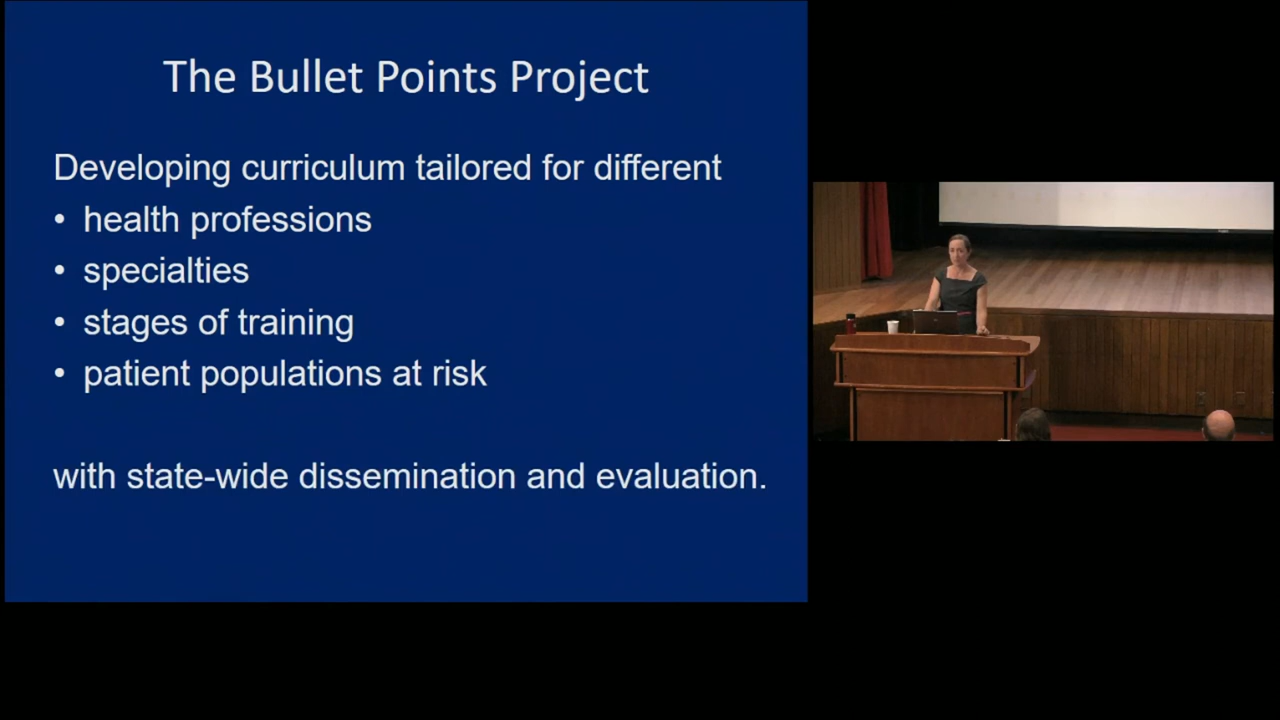 The Bullet Points Project
Developing curriculum tailored for different
• health professions
• specialties
• stages of training
• patient populations at risk
with state-wide dissemination and evaluation.